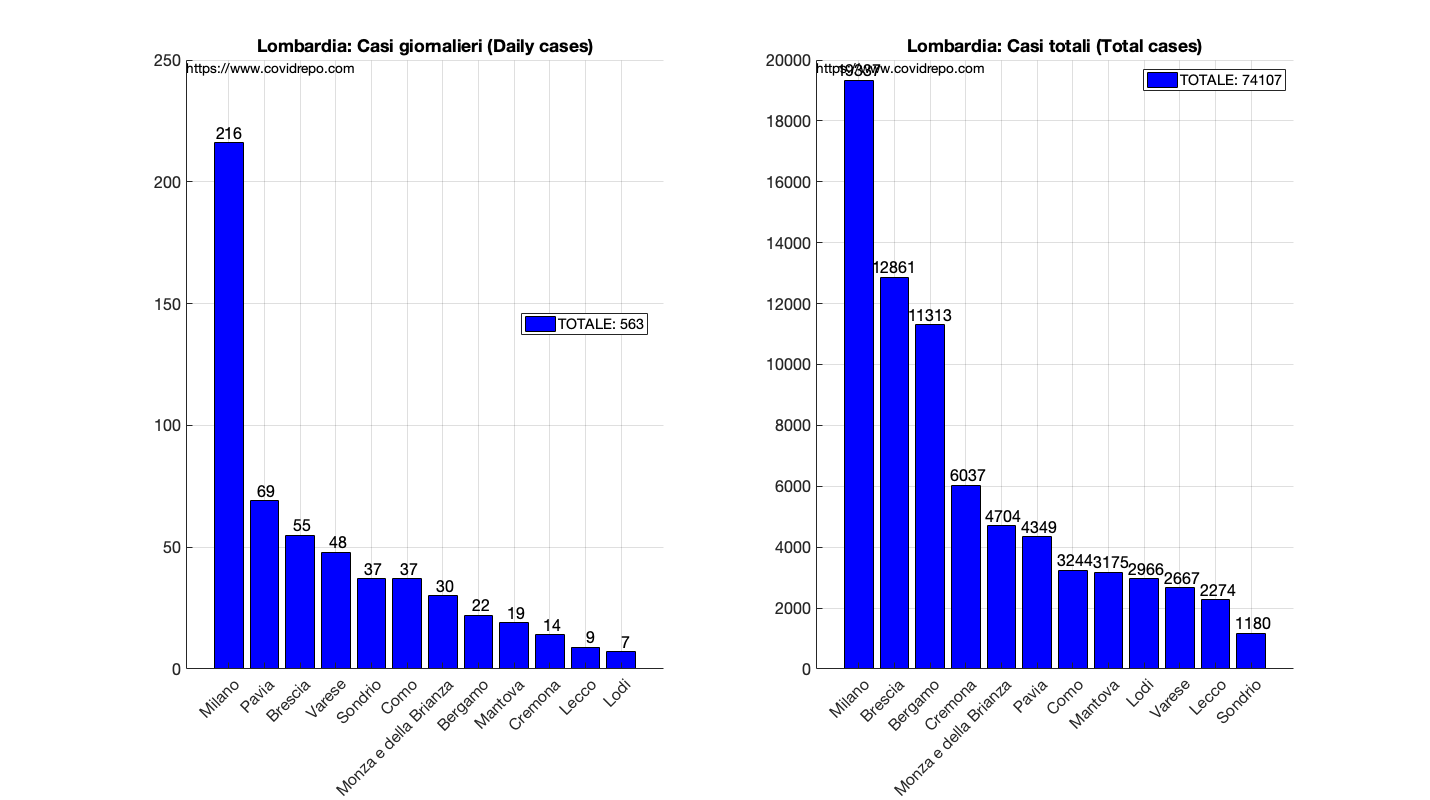 Lombardia: Casi giornalieri (Daily cases)
https://www.covidrepo.com
250
200
150
100
50
0
216
69
55
48
37
37
30
22
19
14
9
7
TOTALE: 563
Milano
Pavia
Brescia
Varese
Sondrio
Como
Monza e della Brianza
Bergamo
Mantova
Cremona
Lecco
Lodi
Lombardia: Casi totali (Total cases)
https://www.covidrepo.com
20000
18000
16000
14000
12000
10000
8000
6000
4000
2000
0
19337
12861
11313
6037
4704
4349
3244
3175
2966
2667
2274
1180
TOTALE: 74107
Milano
Brescia
Bergamo
Cremona
Monza e della Brianza
Pavia
Como
Mantova
Lodi
Varese
Lecco
Sondrio